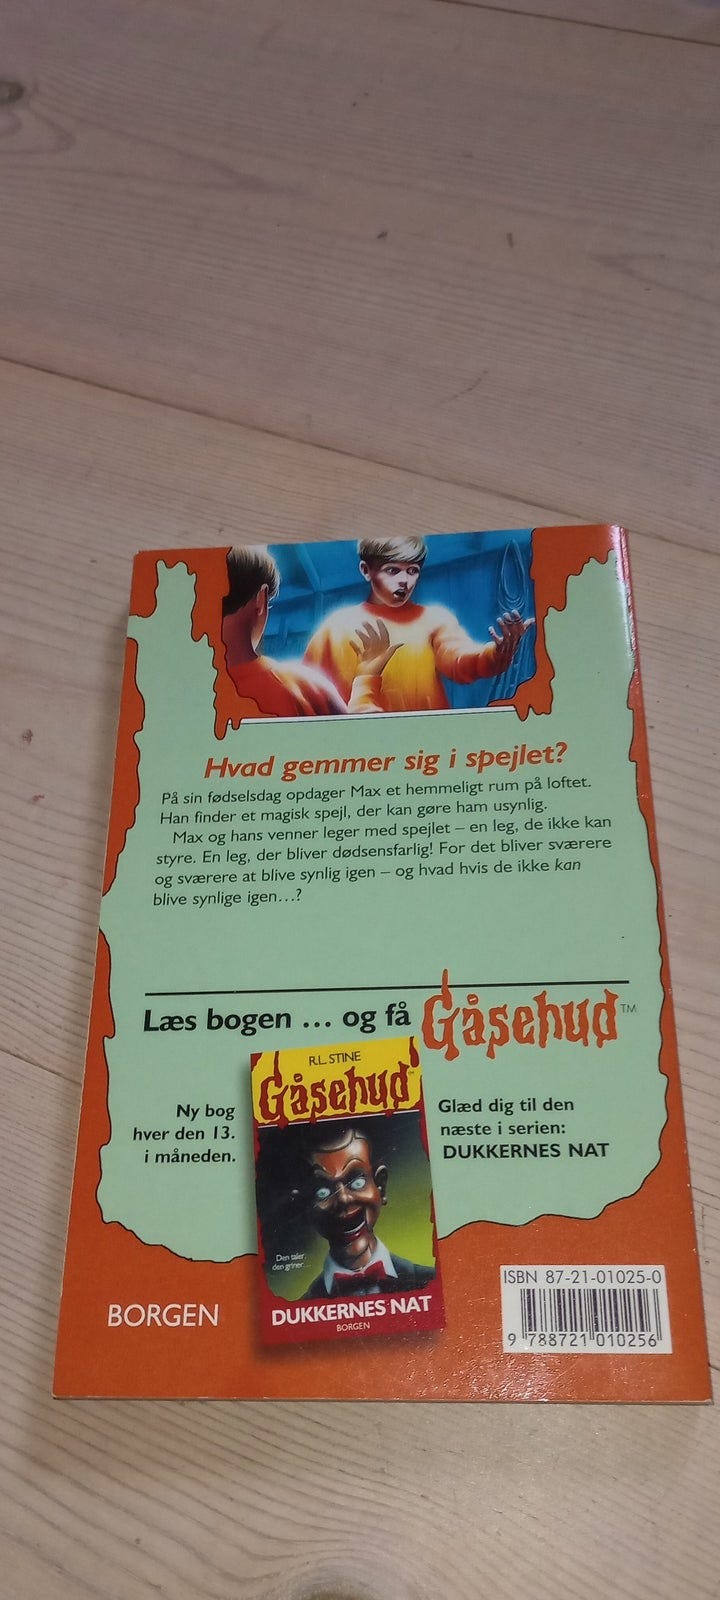 Hvad gemmer sig i spejlet?
På sin fødselsdag opdager Max et hemmeligt rum på loftet.
Han finder et magisk spejl, der kan gøre ham usynlig.
Max og hans venner leger med spejlet – en leg, de ikke kan
styre. En leg, der bliver dødsensfarlig! For det bliver sværere
og sværere at blive synlig igen – og hvad hvis de ikke kan
blive synlige igen...?
Læs bogen ... og få Gåsehud™
Ny bog
hver den 13.
i måneden.
R.L. STINE
Gåsehud™
Den taler,
den griner...
DUKKERNES NAT
BORGEN
Glæd dig til den
næste i serien:
DUKKERNES NAT
BORGEN
ISBN 87-21-01025-0
9 788721 010256